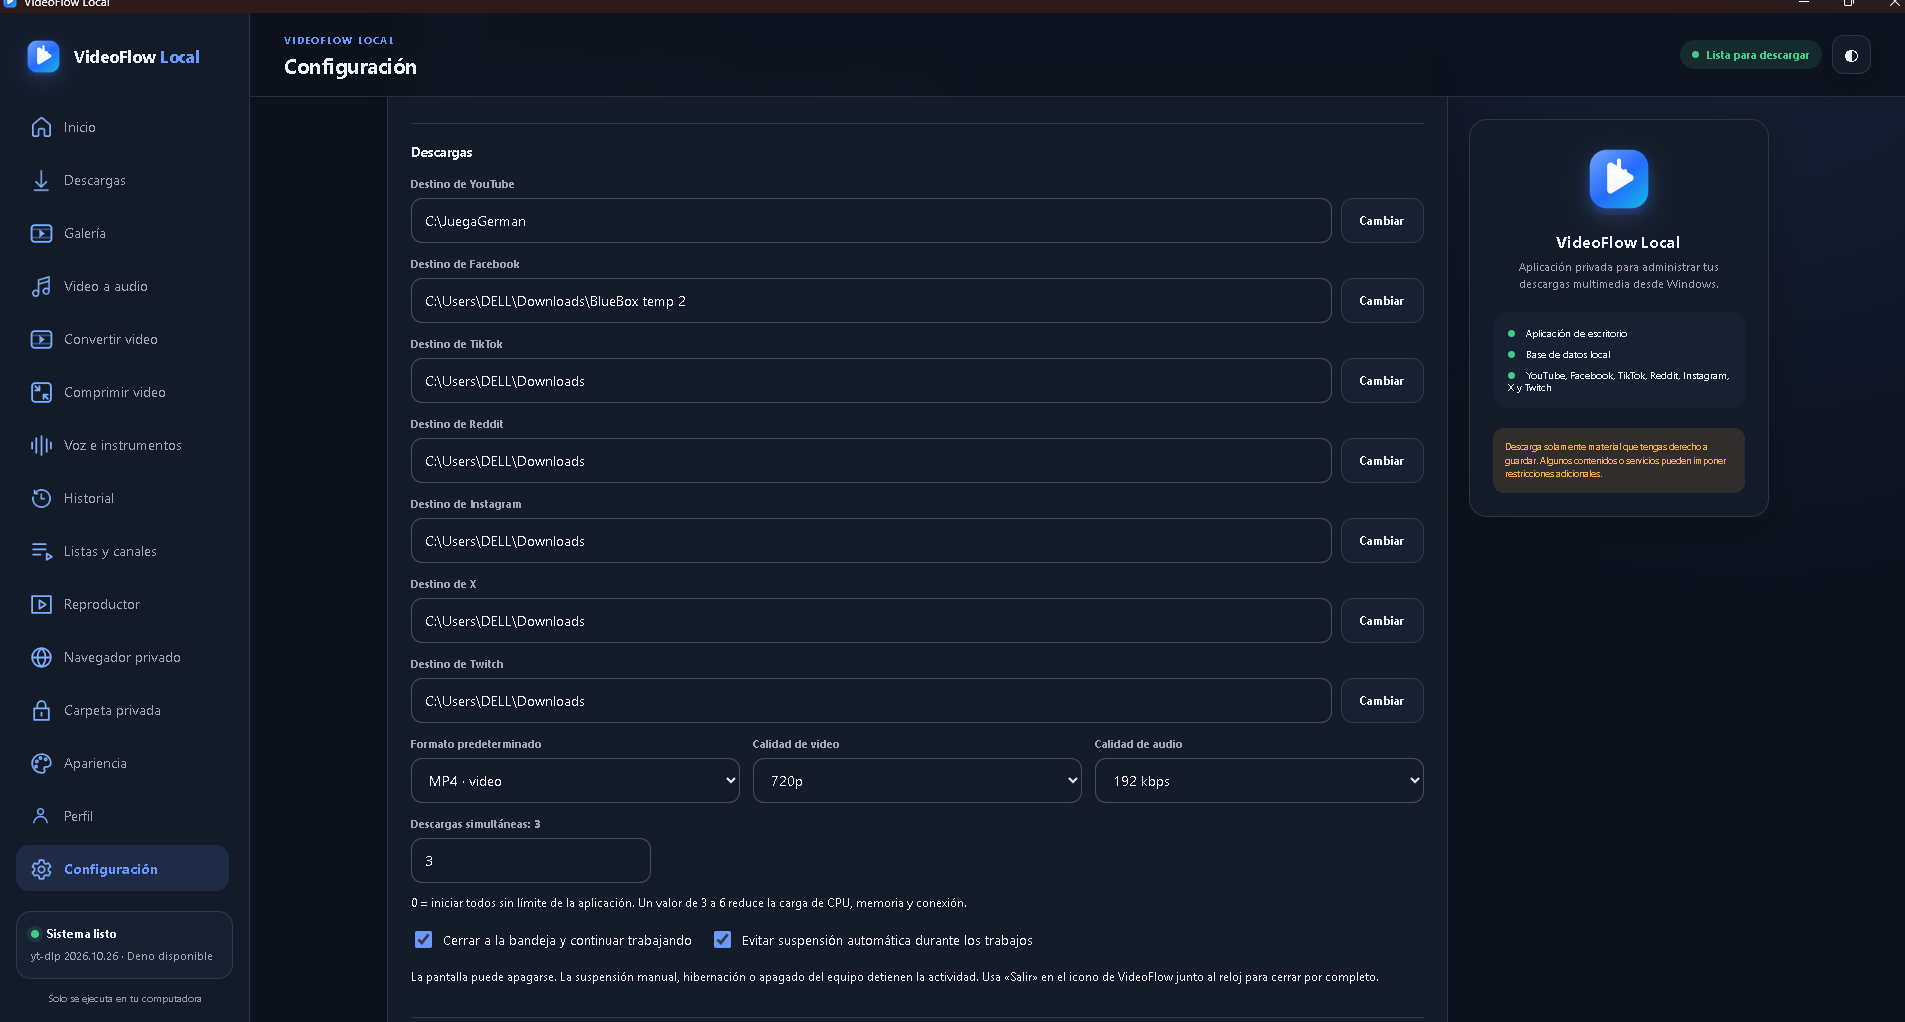 VideoFlow Local
VideoFlow Local
Inicio
Descargas
Galería
Video a audio
Convertir video
Comprimir video
Voz e instrumentos
Historial
Listas y canales
Reproductor
Navegador privado
Carpeta privada
Apariencia
Perfil
Configuración
Sistema listo
yt-dlp 2026.10.26 · Deno disponible
Solo se ejecuta en tu computadora
VIDEOFLOW LOCAL
Configuración
Lista para descargar
Descargas
Destino de YouTube
C:\JuegaGerman
Cambiar
Destino de Facebook
C:\Users\DELL\Downloads\BlueBox temp 2
Cambiar
Destino de TikTok
C:\Users\DELL\Downloads
Cambiar
Destino de Reddit
C:\Users\DELL\Downloads
Cambiar
Destino de Instagram
C:\Users\DELL\Downloads
Cambiar
Destino de X
C:\Users\DELL\Downloads
Cambiar
Destino de Twitch
C:\Users\DELL\Downloads
Cambiar
Formato predeterminado
MP4 · video
Calidad de video
720p
Calidad de audio
192 kbps
Descargas simultáneas: 3
3
0 = iniciar todos sin límite de la aplicación. Un valor de 3 a 6 reduce la carga de CPU, memoria y conexión.
Cerrar a la bandeja y continuar trabajando
Evitar suspensión automática durante los trabajos
La pantalla puede apagarse. La suspensión manual, hibernación o apagado del equipo detienen la actividad. Usa «Salir» en el icono de VideoFlow junto al reloj para cerrar por completo.
VideoFlow Local
Aplicación privada para administrar tus
descargas multimedia desde Windows.
Aplicación de escritorio
Base de datos local
YouTube, Facebook, TikTok, Reddit, Instagram,
X y Twitch
Descarga solamente material que tengas derecho a
guardar. Algunos contenidos o servicios pueden imponer
restricciones adicionales.